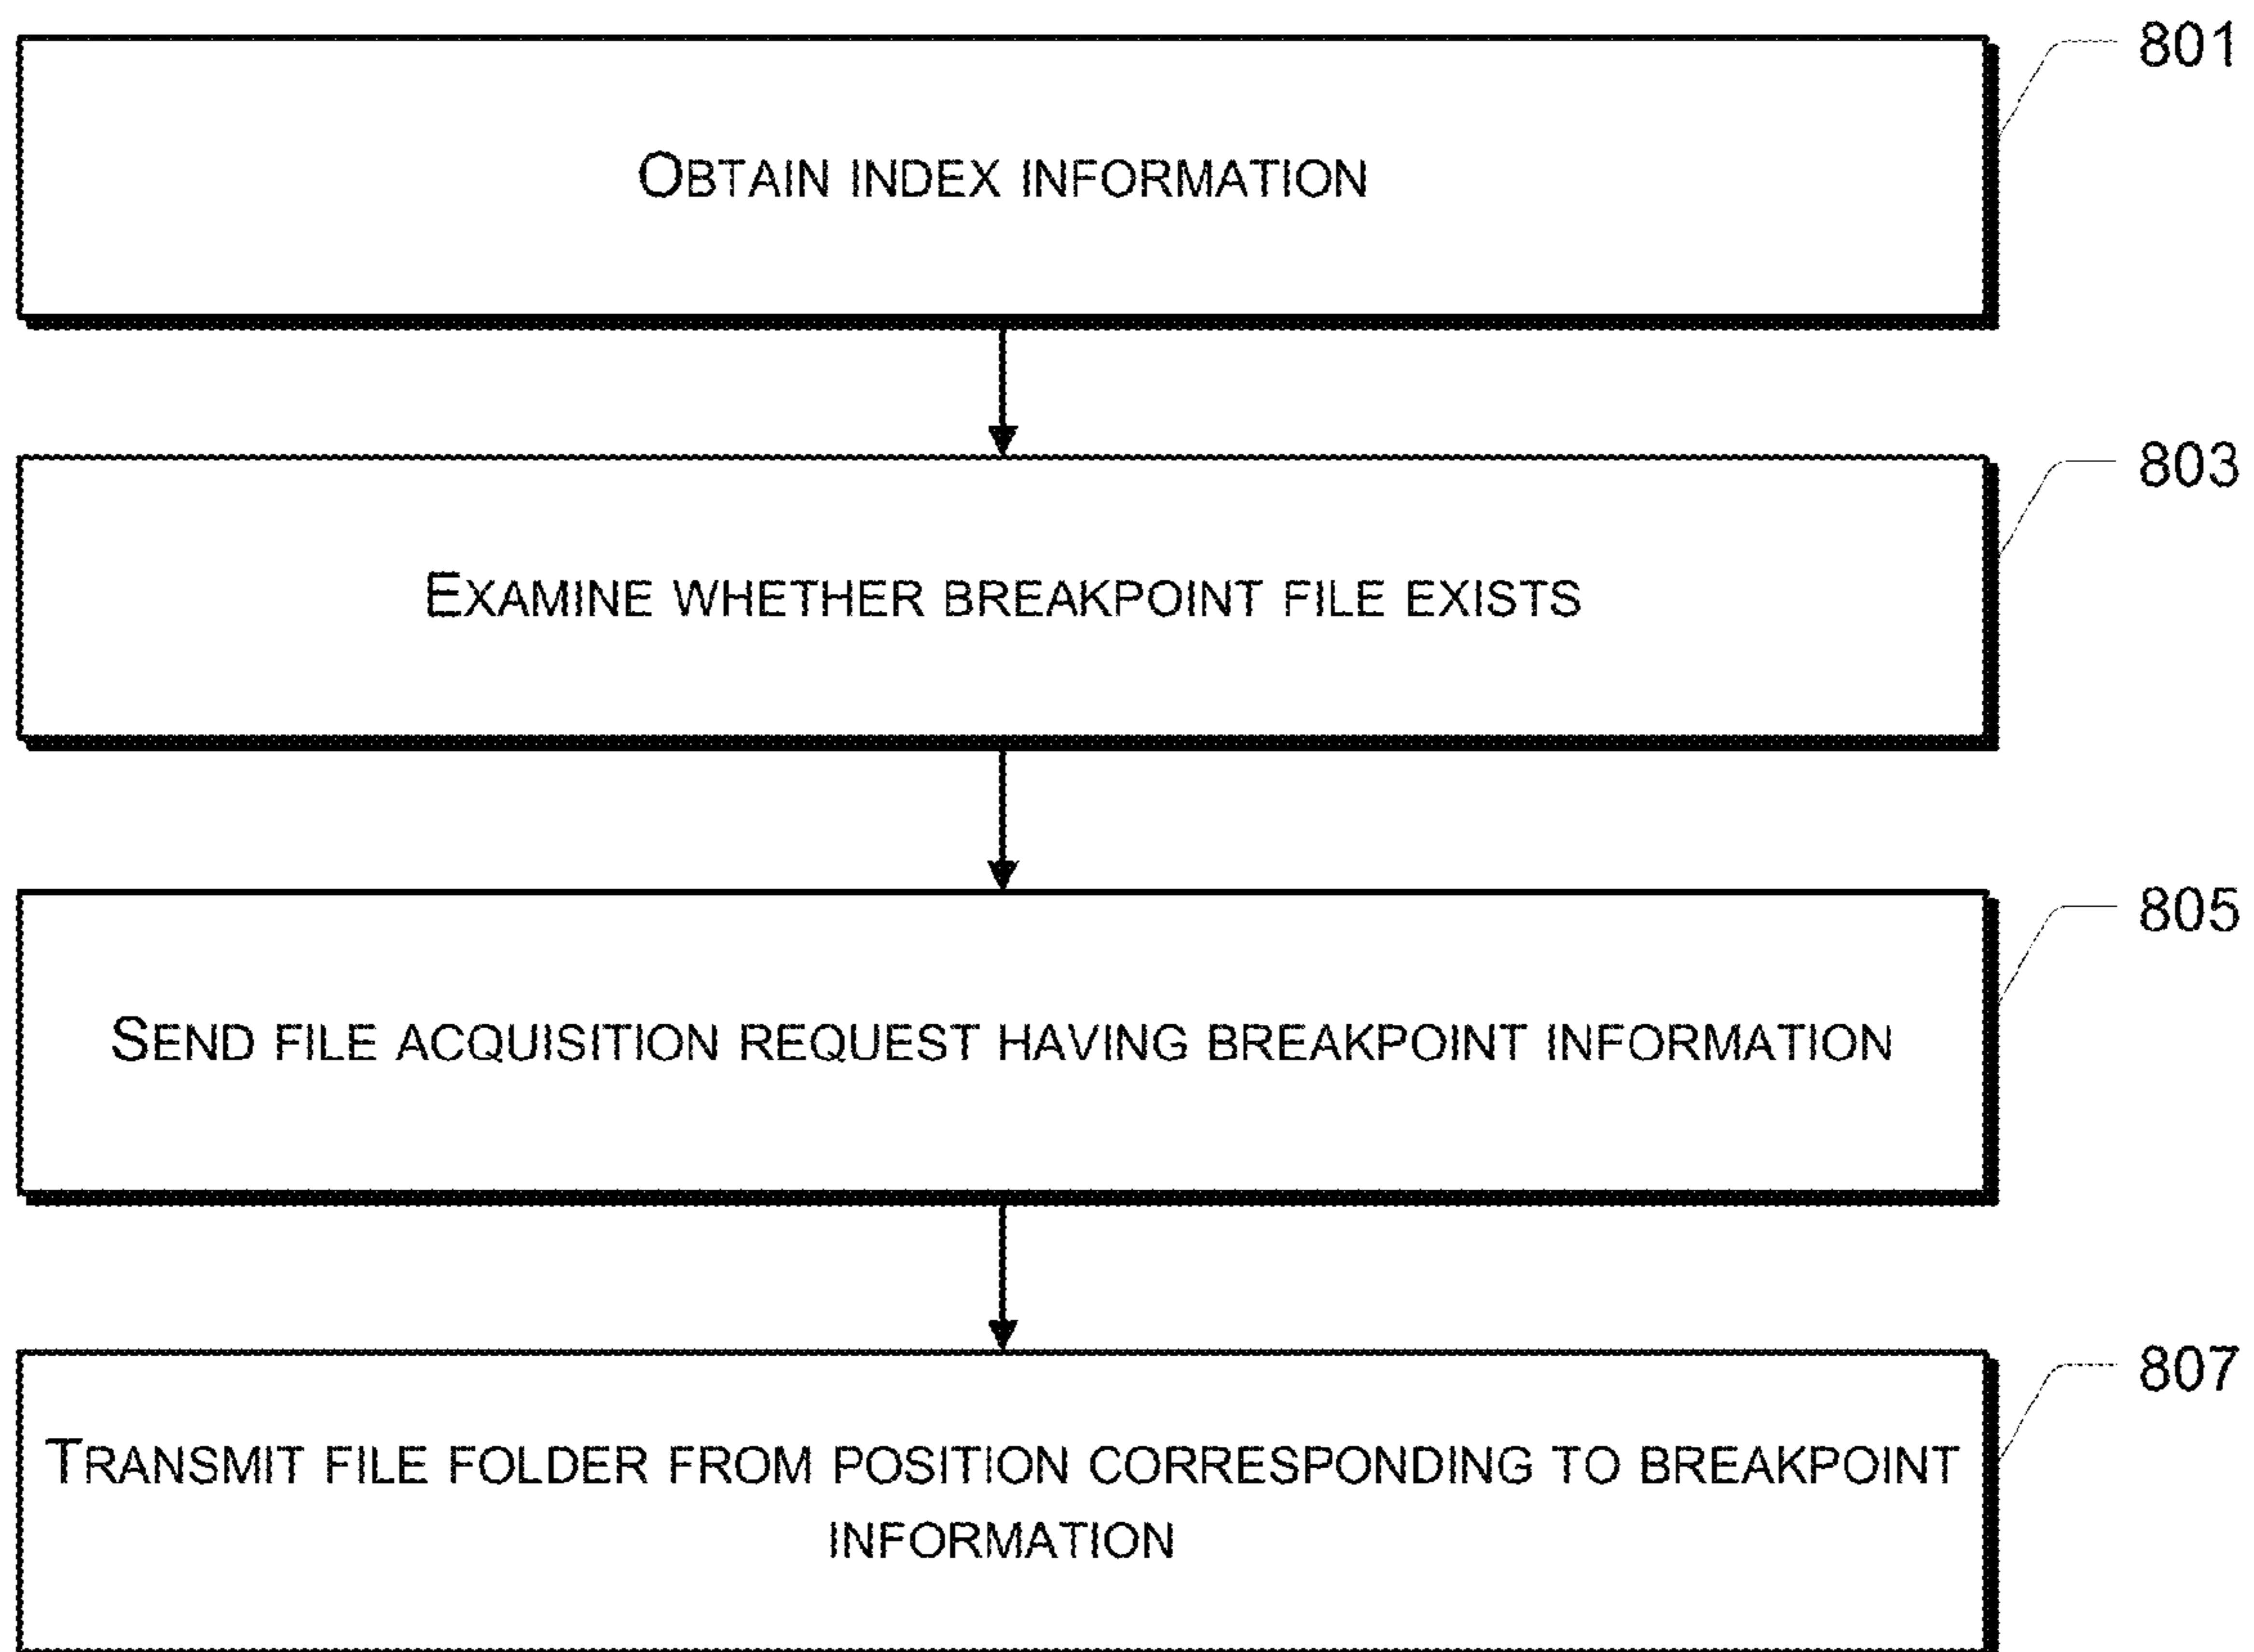 801
OBTAIN INDEX INFORMATION
803
EXAMINE WHETHER BREAKPOINT FILE EXISTS
805
SEND FILE ACQUISITION REQUEST HAVING BREAKPOINT INFORMATION
807
TRANSMIT FILE FOLDER FROM POSITION CORRESPONDING TO BREAKPOINT
INFORMATION